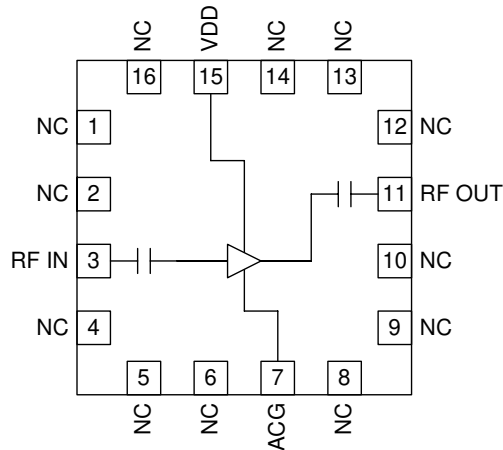 NC VDD NC NC
16 15 14 13
NC 1 12 NC
NC 2 11 RF OUT
RF IN 3 10 NC
NC 4 9 NC
5 6 7 8
NC NC ACG NC